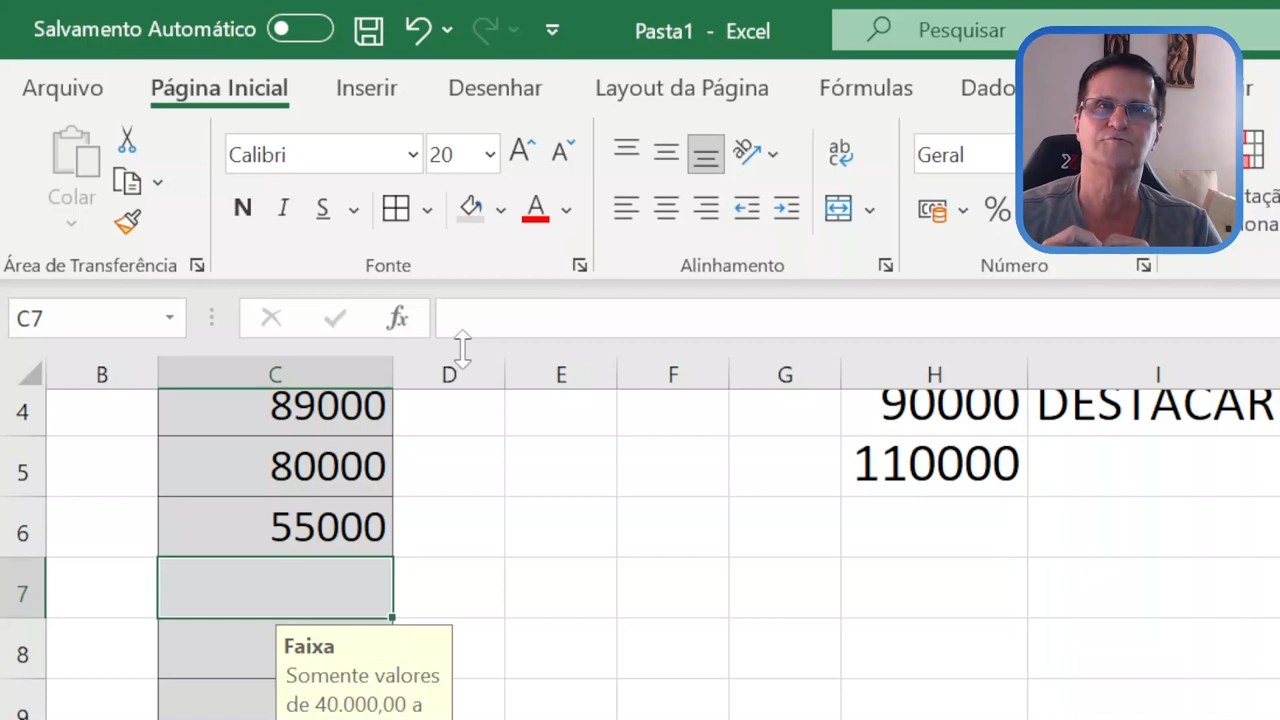 Salvamento Automático
Pasta1 - Excel
Pesquisar
Arquivo
Página Inicial
Inserir
Desenhar
Layout da Página
Fórmulas
Colar
Calibri
20
N I S
A
ab
c
Geral
%
Área de Transferência
Fonte
Alinhamento
Número
C7
fx
B C D E F G H I
4 89000 90000 DESTACAR
5 80000 110000
6 55000
7
8
9
Faixa
Somente valores
de 40.000,00 a